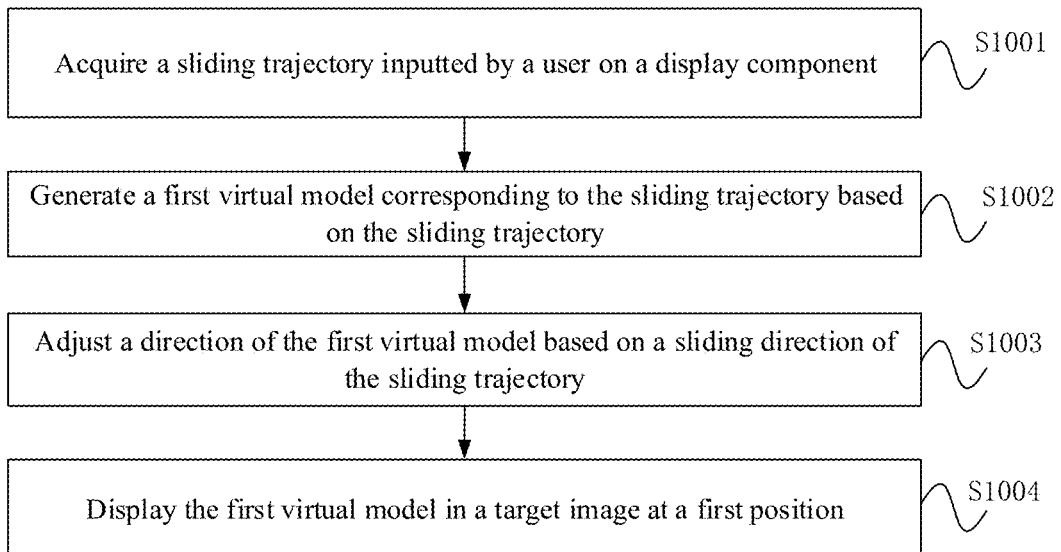 Acquire a sliding trajectory inputted by a user on a display component
S1001
Generate a first virtual model corresponding to the sliding trajectory based
on the sliding trajectory
S1002
Adjust a direction of the first virtual model based on a sliding direction of
the sliding trajectory
S1003
Display the first virtual model in a target image at a first position
S1004